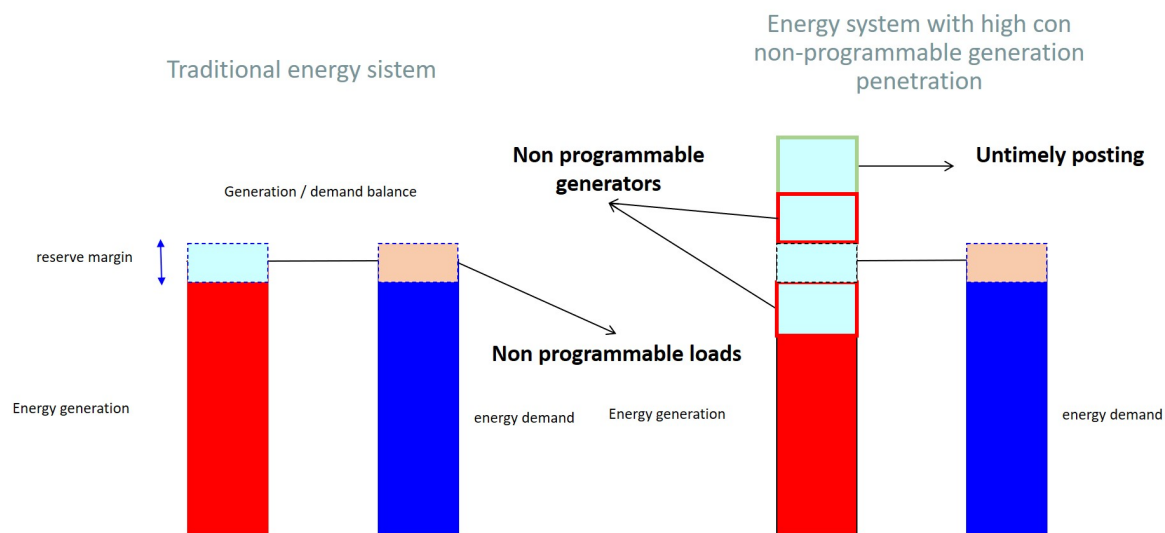 Traditional energy sistem
Energy system with high con
non-programmable generation
penetration
Non programmable
generators
Untimely posting
Generation / demand balance
reserve margin
Non programmable loads
Energy generation
energy demand
Energy generation
energy demand